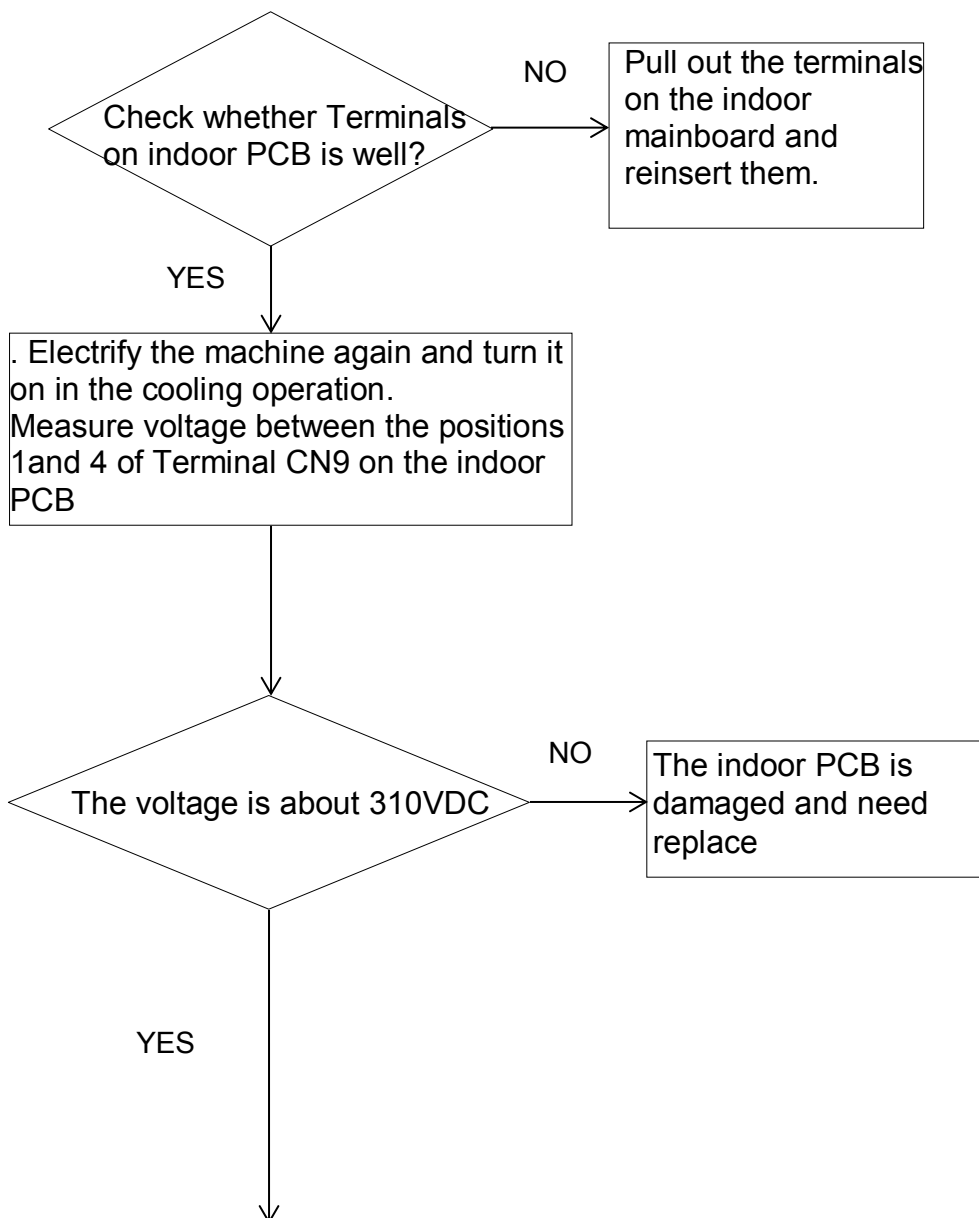 Check whether Terminals
on indoor PCB is well?
NO
Pull out the terminals
on the indoor
mainboard and
reinsert them.
YES
. Electrify the machine again and turn it
on in the cooling operation.
Measure voltage between the positions
1and 4 of Terminal CN9 on the indoor
PCB
The voltage is about 310VDC
NO
The indoor PCB is
damaged and need
replace
YES